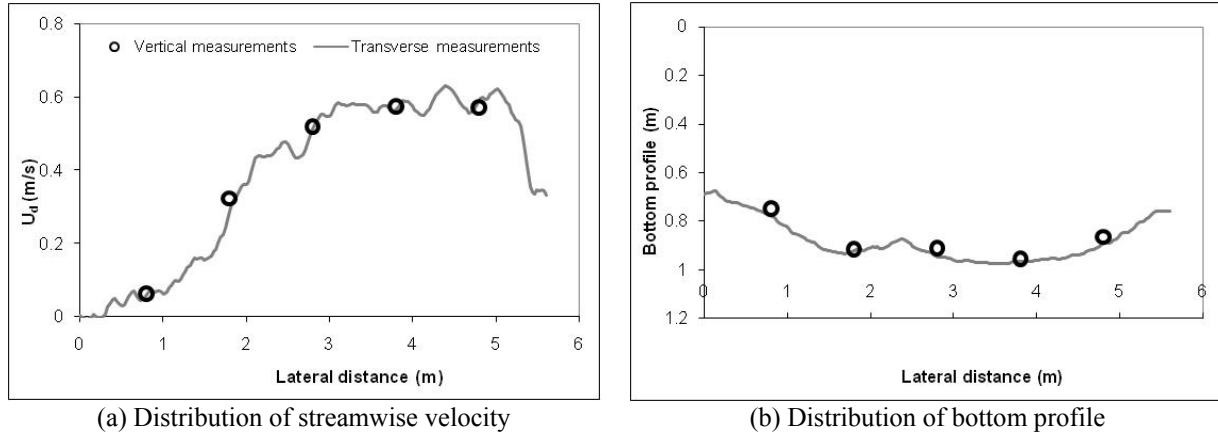 0.8
Vertical measurements
Transverse measurements
0.6
0.4
0.2
0
U_d (m/s)
0 1 2 3 4 5 6
Lateral distance (m)
(a) Distribution of streamwise velocity
0
0.2
0.4
0.6
0.8
1
1.2
Bottom profile (m)
0 1 2 3 4 5 6
Lateral distance (m)
(b) Distribution of bottom profile